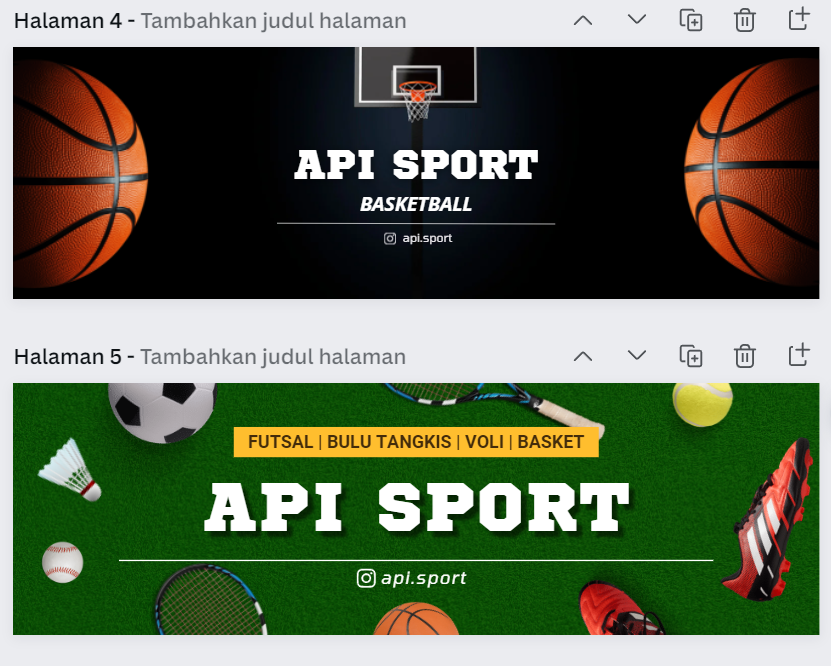 Halaman 4 - Tambahkan judul halaman
API SPORT
BASKETBALL
api.sport
Halaman 5 - Tambahkan judul halaman
FUTSAL | BULU TANGKIS | VOLI | BASKET
API SPORT
api.sport